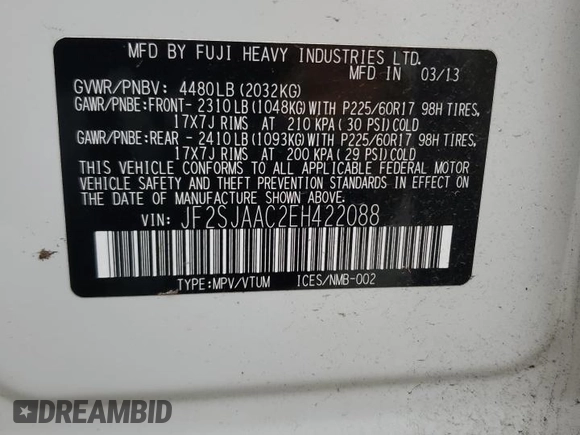 MFD BY FUJI HEAVY INDUSTRIES LTD.
MFD IN 03/13
GVWR/PNBV: 4480LB(2032KG)
GAWR/PNBE:FRONT- 2310LB(1048KG)WITH P225/60R17 98H TIRES,
17X7J RIMS AT 210 KPA(30 PSI)COLD
GAWR/PNBE:REAR - 2410LB(1093KG)WITH P225/60R17 98H TIRES,
17X7J RIMS AT 200 KPA(29 PSI)COLD
THIS VEHICLE CONFORMS TO ALL APPLICABLE FEDERAL MOTOR
VEHICLE SAFETY AND THEFT PREVENTION STANDARDS IN EFFECT
ON THE DATE OF MANUFACTURE SHOWN ABOVE.
VIN: JF2SJAAC2EH422088
TYPE:MPV/VTUM ICES/NMB-002
DREAMBID